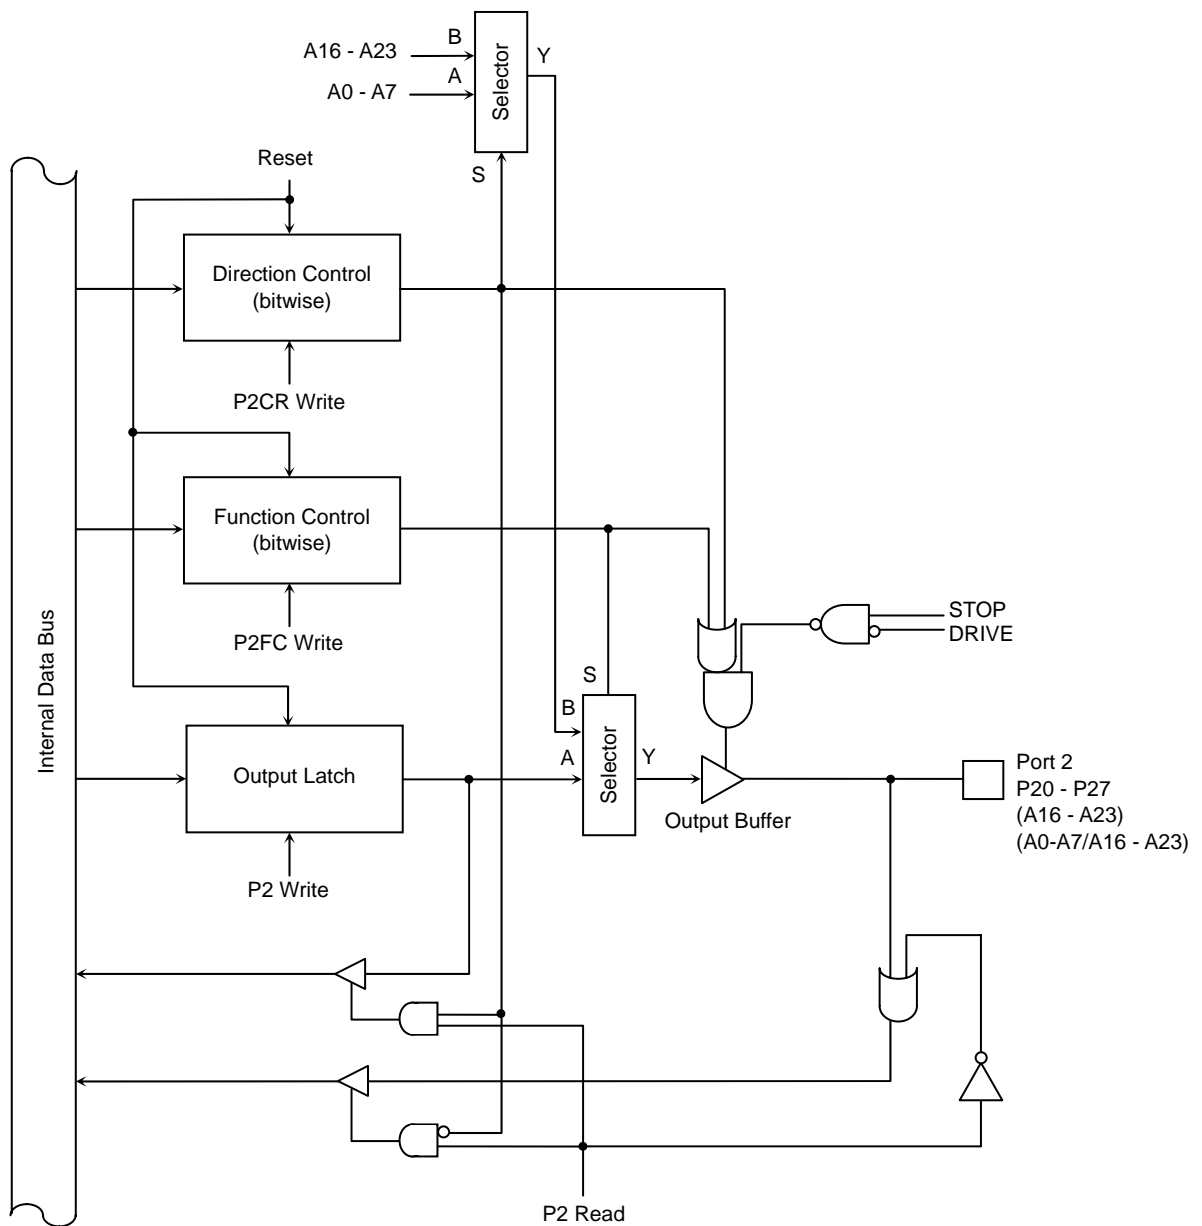 A16 - A23
B
Y
A0 - A7
A
Selector
S
Reset
Direction Control
(bitwise)
P2CR Write
Function Control
(bitwise)
P2FC Write
STOP
DRIVE
Internal Data Bus
S
B
A
Selector
Y
Output Latch
Output Buffer
Port 2
P20 - P27
(A16 - A23)
(A0-A7/A16 - A23)
P2 Write
P2 Read